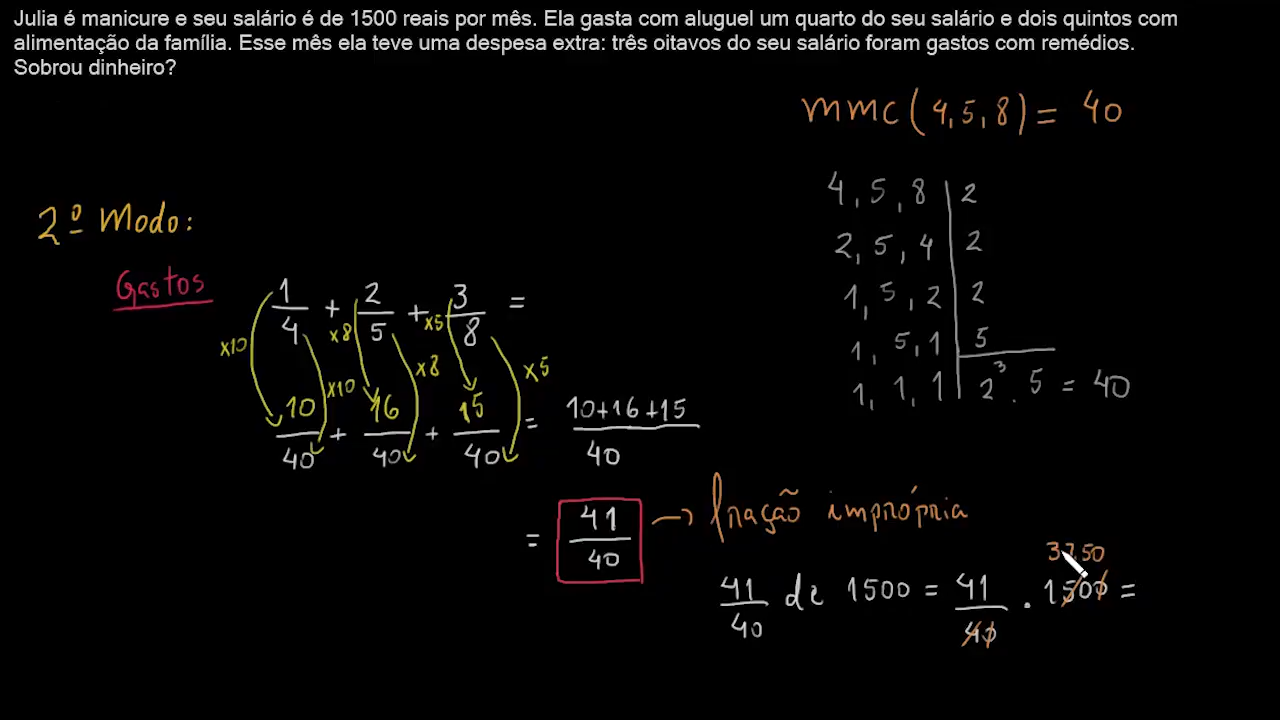 Julia é manicure e seu salário é de 1500 reais por mês. Ela gasta com aluguel um quarto do seu salário e dois quintos com
alimentação da família. Esse mês ela teve uma despesa extra: três oitavos do seu salário foram gastos com remédios.
Sobrou dinheiro?
mmc(4,5,8) = 40
4, 5, 8 | 2
2, 5, 4 | 2
1, 5, 2 | 2
1, 5, 1 | 5
1, 1, 1 | 2³ . 5 = 40
2º Modo:
Gastos
1/4 + 2/5 + 3/8 =
x10 x10 x8 x8 x5 x5
10/40 + 16/40 + 15/40 = 10+16+15/40
= 41/40 → Fração imprópria
37,50
41/40 de 1500 = 41/40 . 1500 =